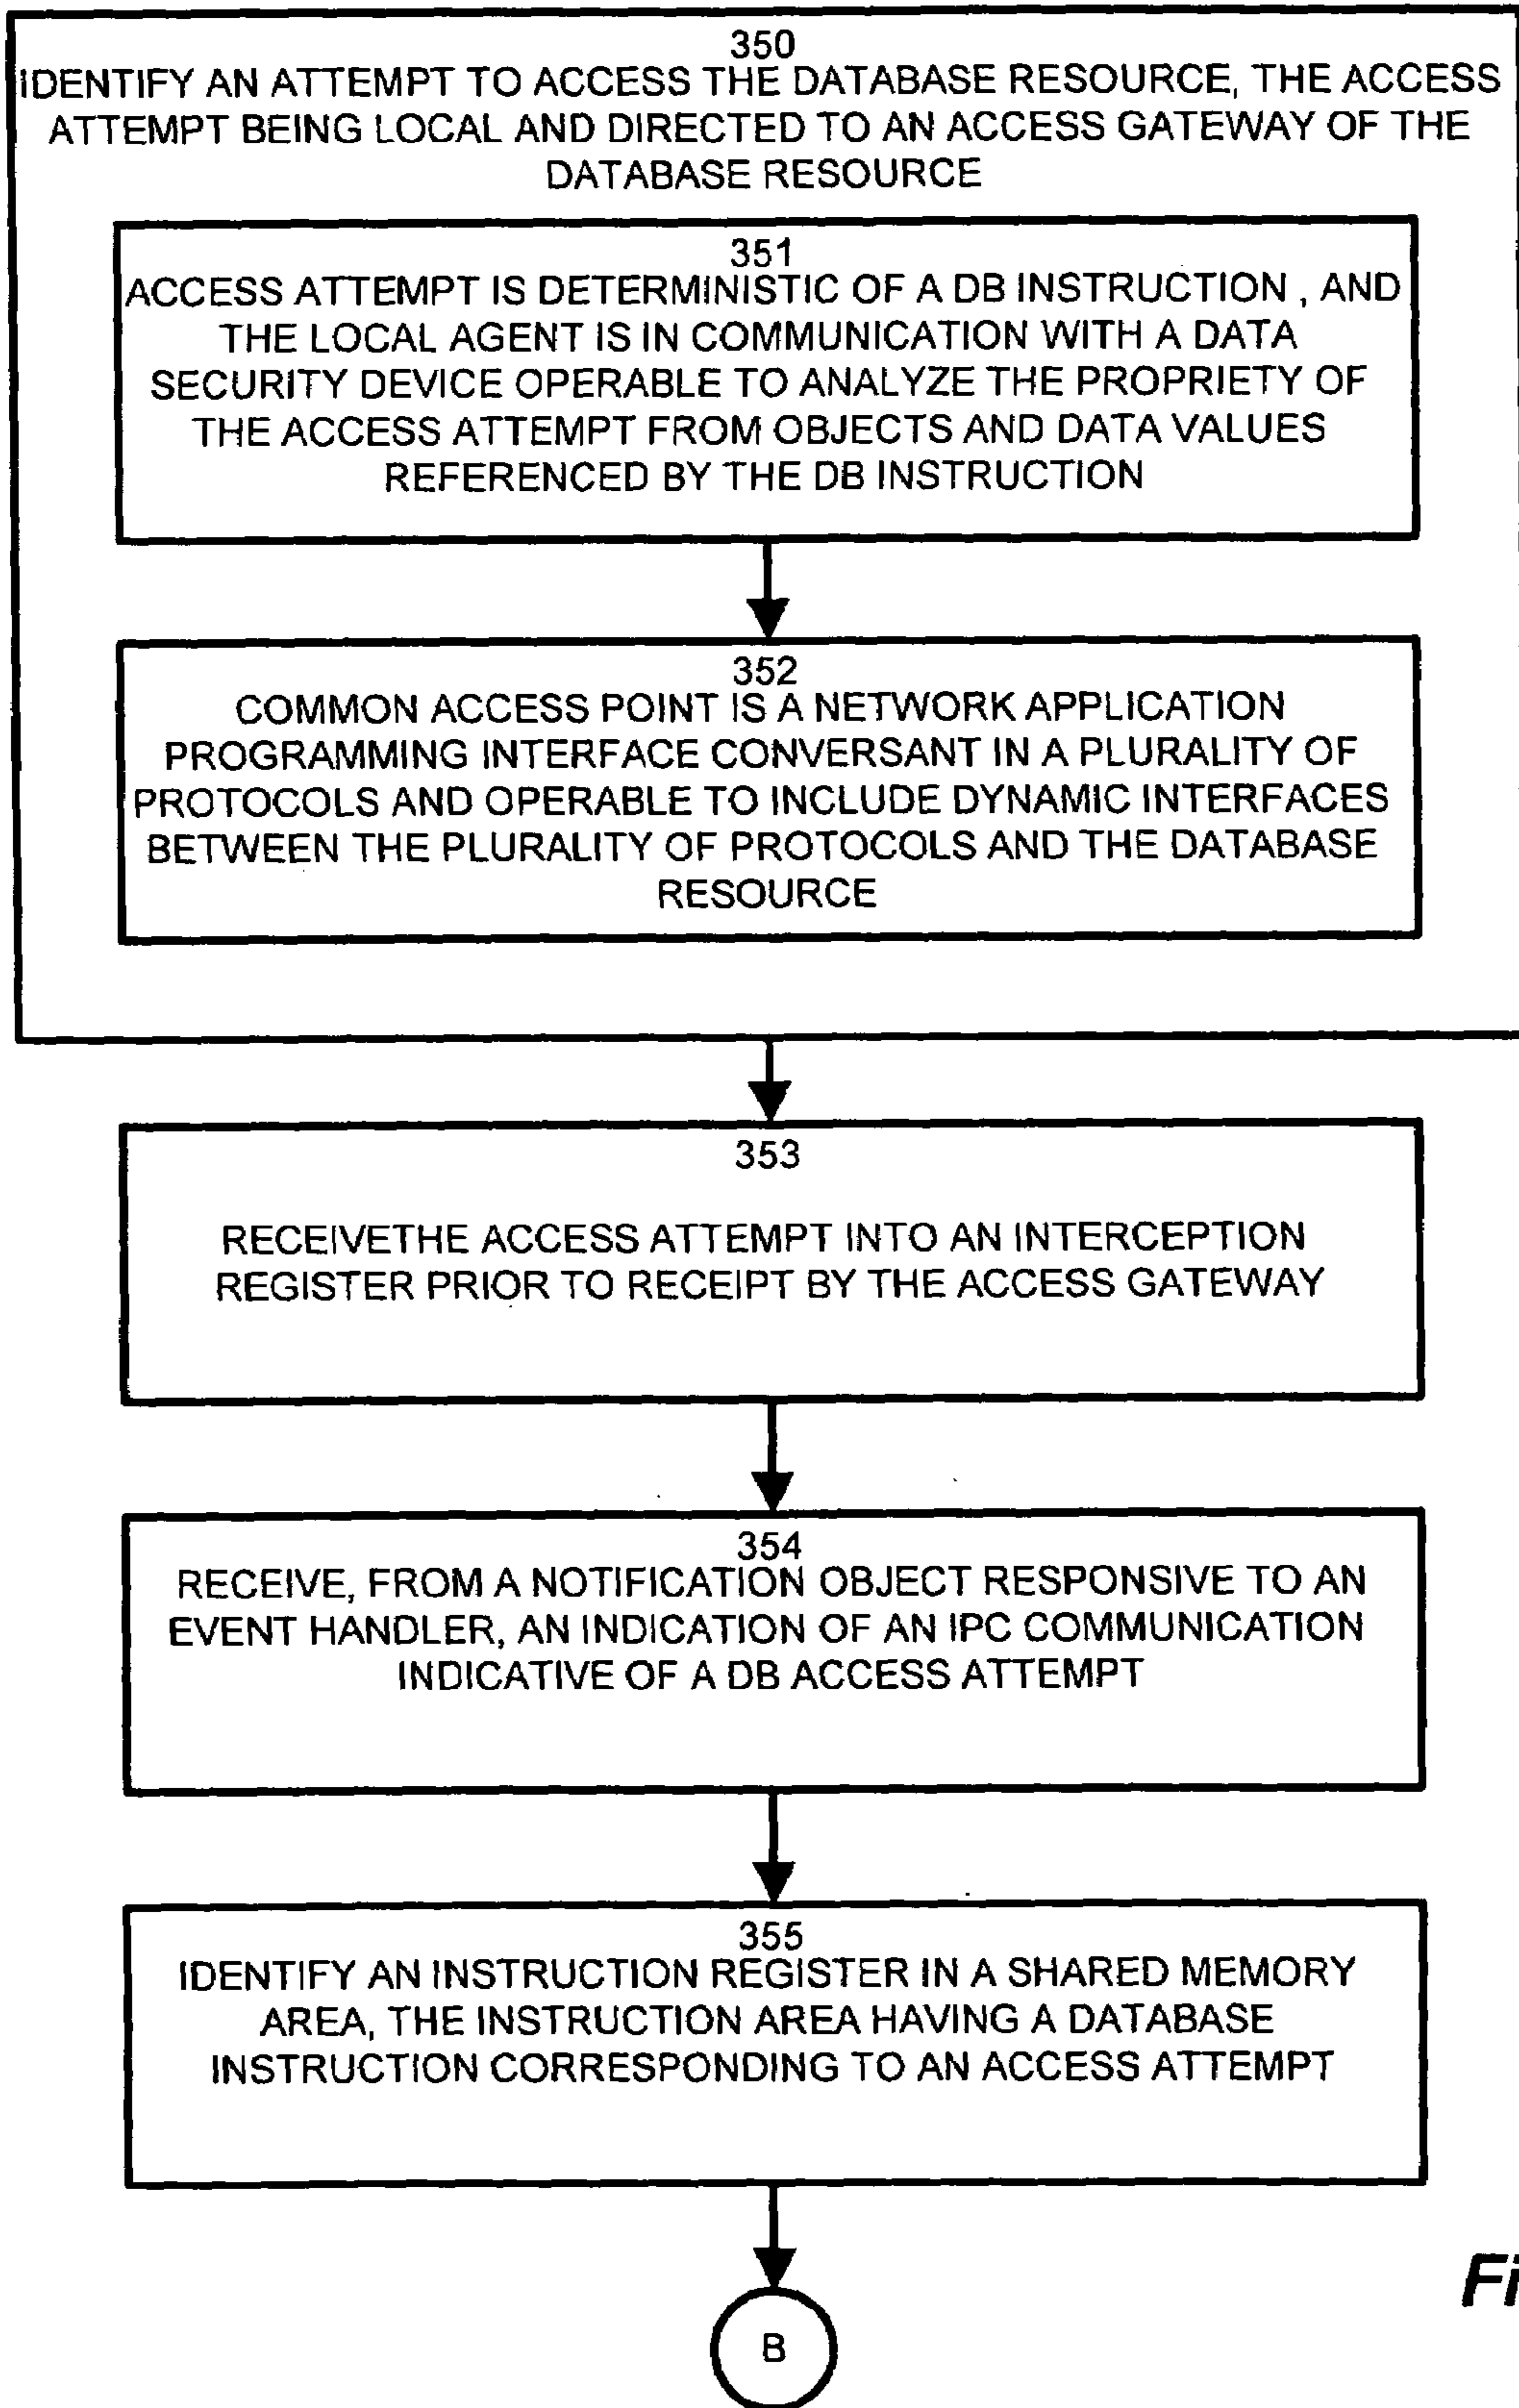 350
IDENTIFY AN ATTEMPT TO ACCESS THE DATABASE RESOURCE, THE ACCESS
ATTEMPT BEING LOCAL AND DIRECTED TO AN ACCESS GATEWAY OF THE
DATABASE RESOURCE
351
ACCESS ATTEMPT IS DETERMINISTIC OF A DB INSTRUCTION , AND
THE LOCAL AGENT IS IN COMMUNICATION WITH A DATA
SECURITY DEVICE OPERABLE TO ANALYZE THE PROPRIETY OF
THE ACCESS ATTEMPT FROM OBJECTS AND DATA VALUES
REFERENCED BY THE DB INSTRUCTION
352
COMMON ACCESS POINT IS A NETWORK APPLICATION
PROGRAMMING INTERFACE CONVERSANT IN A PLURALITY OF
PROTOCOLS AND OPERABLE TO INCLUDE DYNAMIC INTERFACES
BETWEEN THE PLURALITY OF PROTOCOLS AND THE DATABASE
RESOURCE
353
RECEIVETHE ACCESS ATTEMPT INTO AN INTERCEPTION
REGISTER PRIOR TO RECEIPT BY THE ACCESS GATEWAY
354
RECEIVE, FROM A NOTIFICATION OBJECT RESPONSIVE TO AN
EVENT HANDLER, AN INDICATION OF AN IPC COMMUNICATION
INDICATIVE OF A DB ACCESS ATTEMPT
355
IDENTIFY AN INSTRUCTION REGISTER IN A SHARED MEMORY
AREA, THE INSTRUCTION AREA HAVING A DATABASE
INSTRUCTION CORRESPONDING TO AN ACCESS ATTEMPT
Fi
B